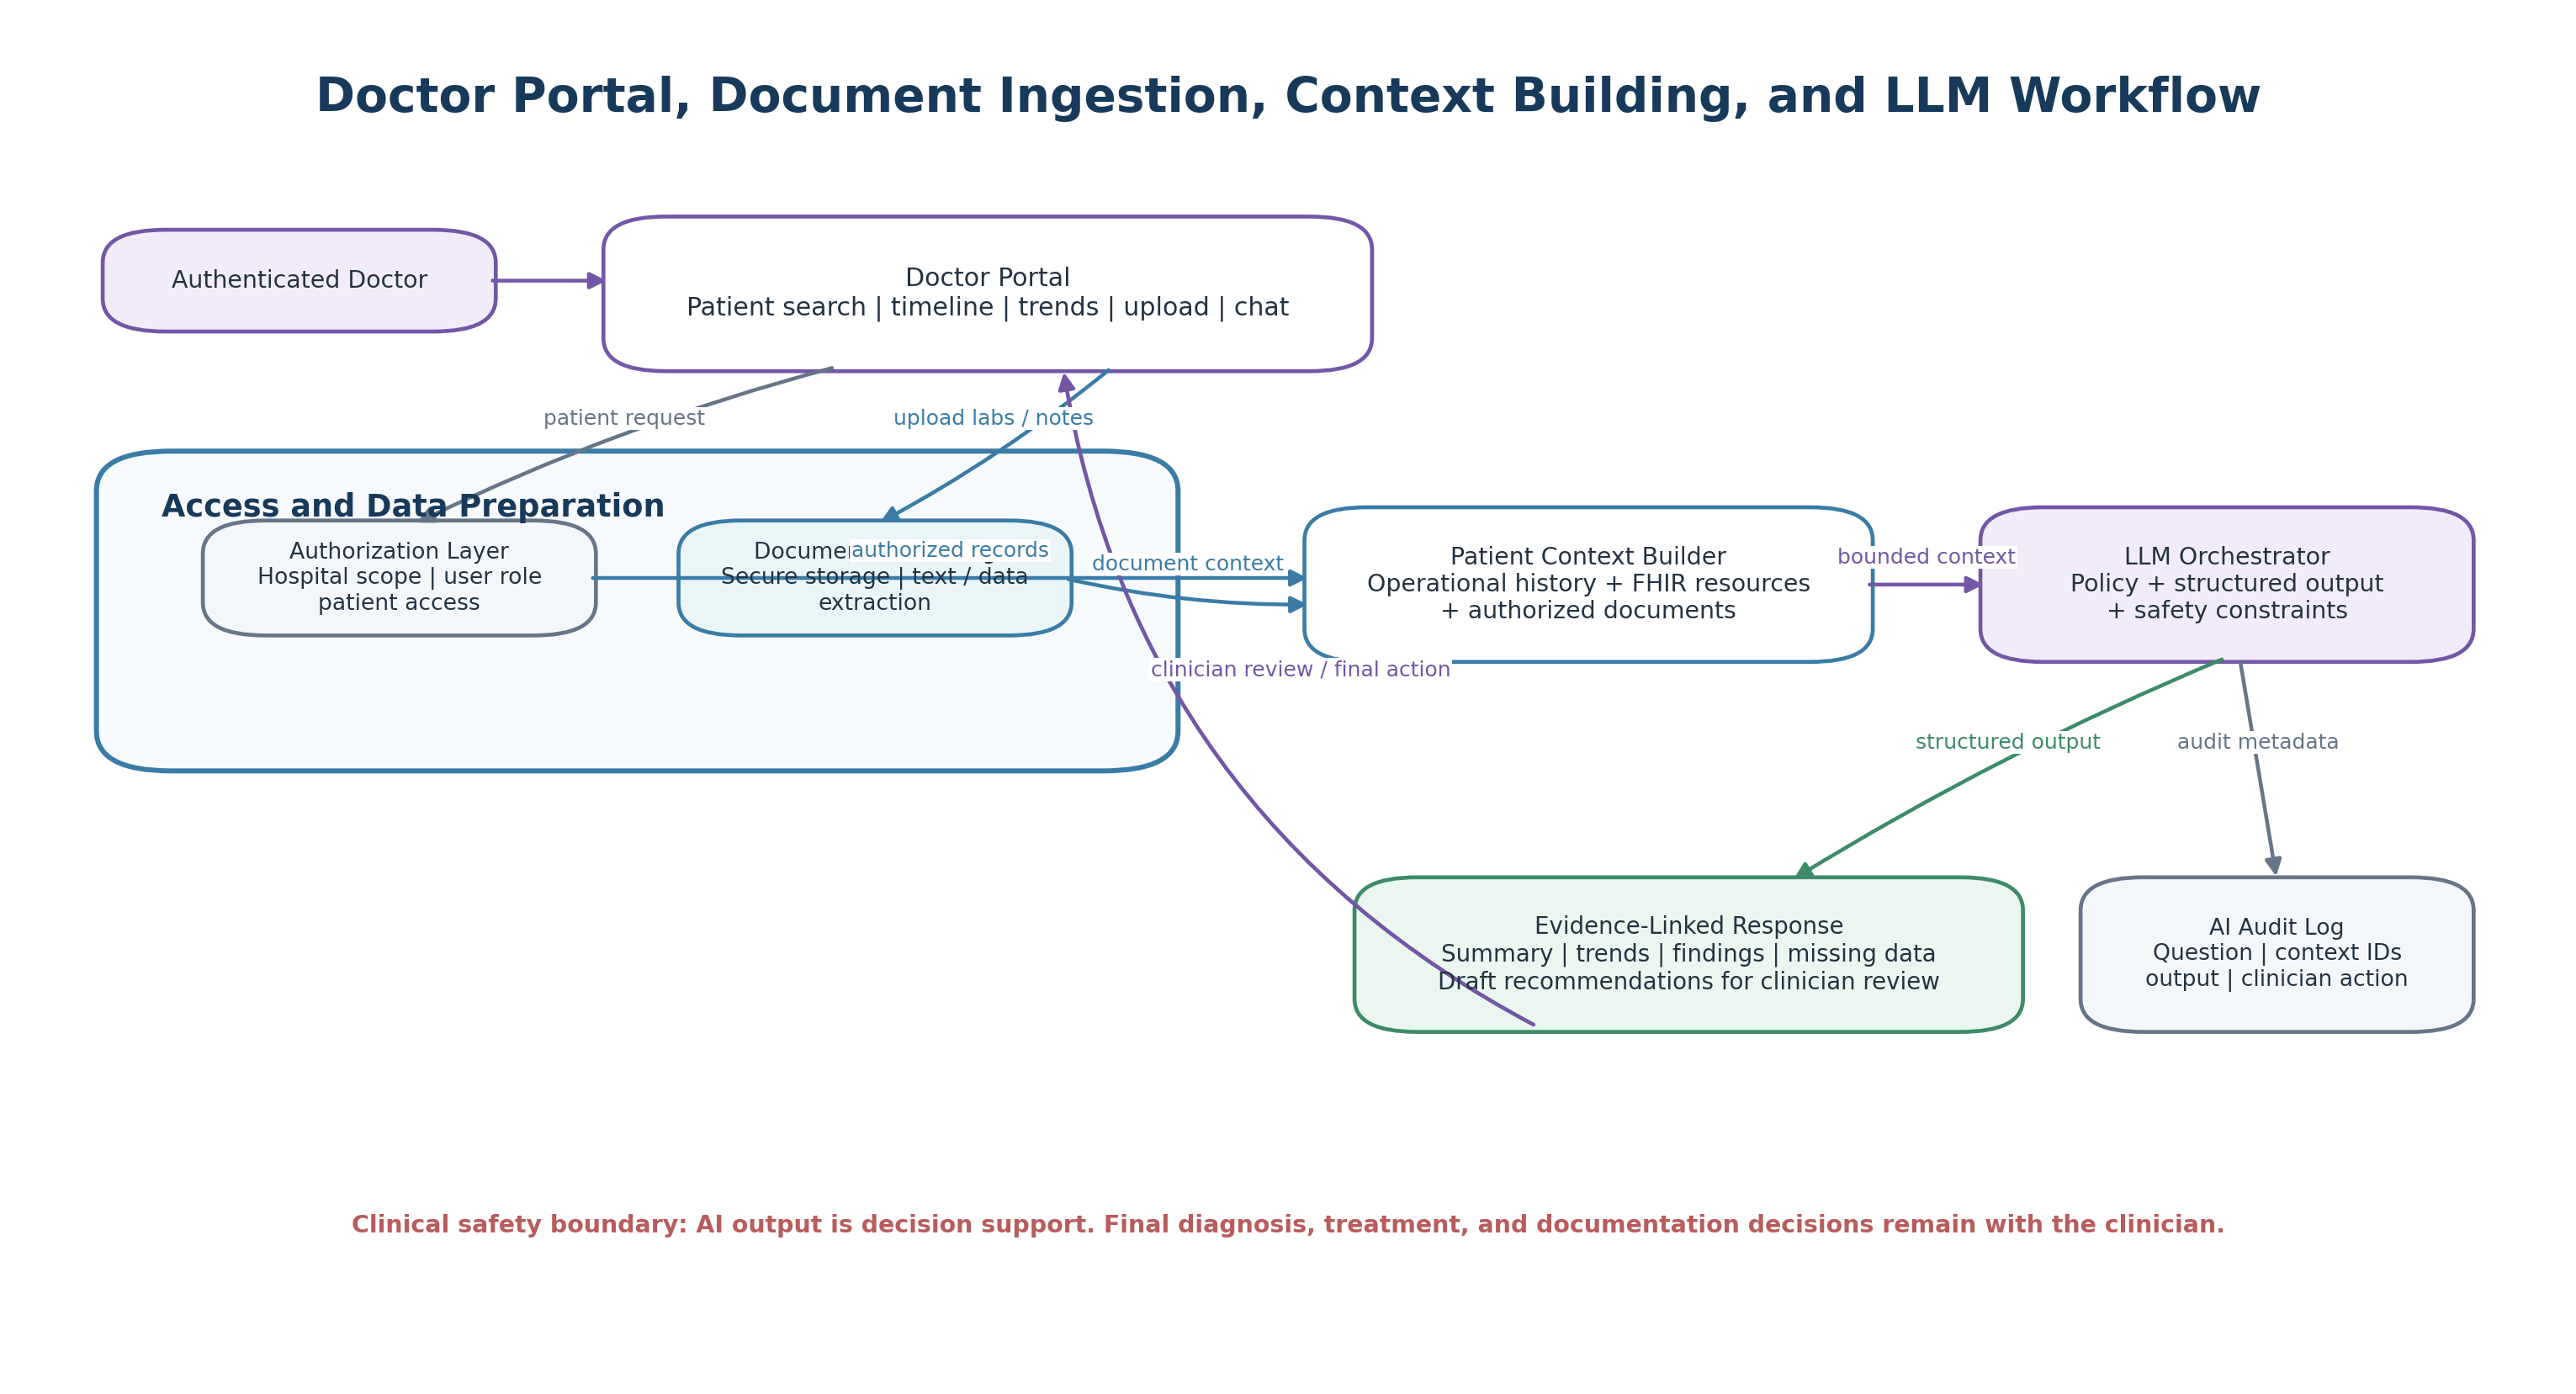 Doctor Portal, Document Ingestion, Context Building, and LLM Workflow
Authenticated Doctor
Doctor Portal
Patient search | timeline | trends | upload | chat
patient request
upload labs / notes
Access and Data Preparation
Authorization Layer
Hospital scope | user role
patient access
authorized records
Secure storage | text / data
extraction
document context
Patient Context Builder
Operational history + FHIR resources
+ authorized documents
bounded context
LLM Orchestrator
Policy + structured output
+ safety constraints
clinician review / final action
structured output
audit metadata
Evidence-Linked Response
Summary | trends | findings | missing data
Draft recommendations for clinician review
AI Audit Log
Question | context IDs
output | clinician action
Clinical safety boundary: AI output is decision support. Final diagnosis, treatment, and documentation decisions remain with the clinician.